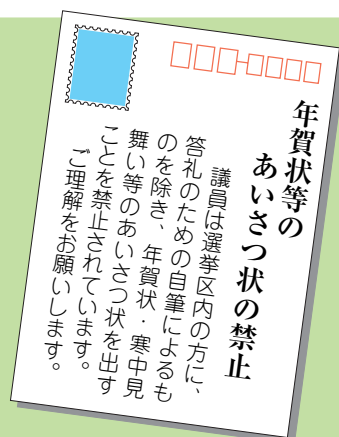 年賀状等の
あいさつ状の禁止
議員は選挙区内の方に、
答礼のための自筆によるも
のを除き、年賀状・寒中見
舞い等のあいさつ状を出す
ことを禁止されています。
ご理解をお願いします。